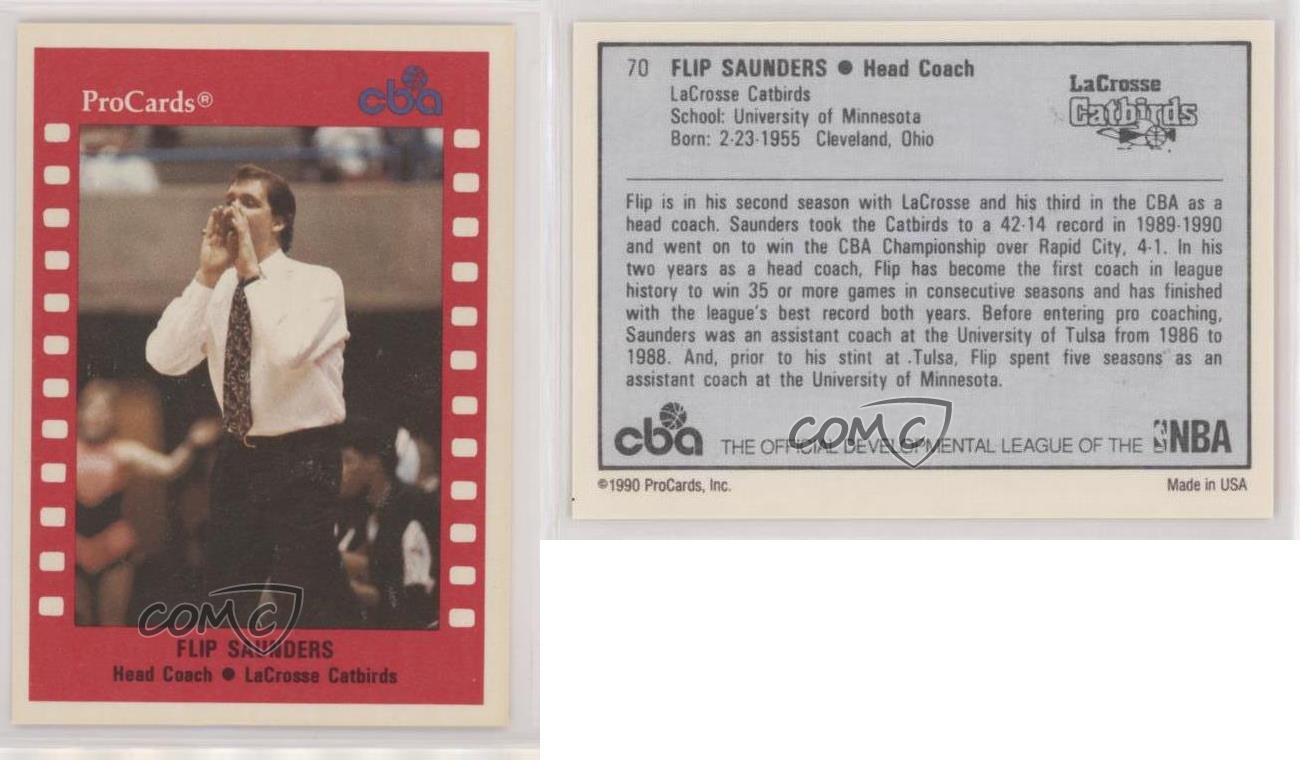 ProCards®
cba
COMC
FLIP SAUNDERS
Head Coach ● LaCrosse Catbirds
70 FLIP SAUNDERS ● Head Coach
LaCrosse Catbirds
School: University of Minnesota
Born: 2-23-1955 Cleveland, Ohio
LaCrosse
Catbirds
Flip is in his second season with LaCrosse and his third in the CBA as a
head coach. Saunders took the Catbirds to a 42-14 record in 1989-1990
and went on to win the CBA Championship over Rapid City, 4-1. In his
two years as a head coach, Flip has become the first coach in league
history to win 35 or more games in consecutive seasons and has finished
with the league's best record both years. Before entering pro coaching,
Saunders was an assistant coach at the University of Tulsa from 1986 to
1988. And, prior to his stint at .Tulsa, Flip spent five seasons as an
assistant coach at the University of Minnesota.
COMC
cba THE OFFICIAL DEVELOPMENTAL LEAGUE OF THE NBA
©1990 ProCards, Inc.
Made in USA